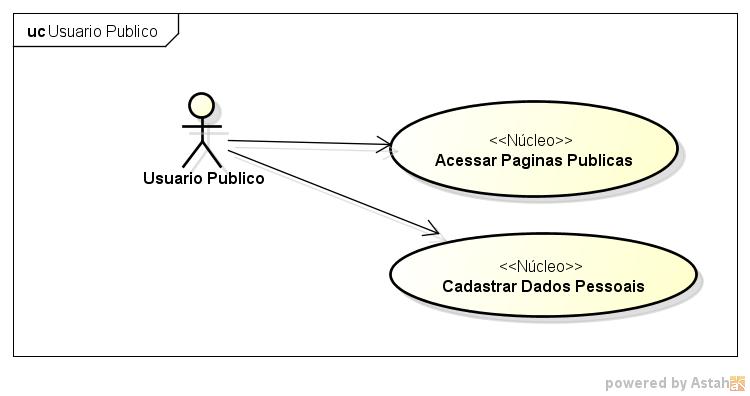 uc Usuario Publico
<<Núcleo>>
Acessar Paginas Publicas
Usuario Publico
<<Núcleo>>
Cadastrar Dados Pessoais
powered by Astah